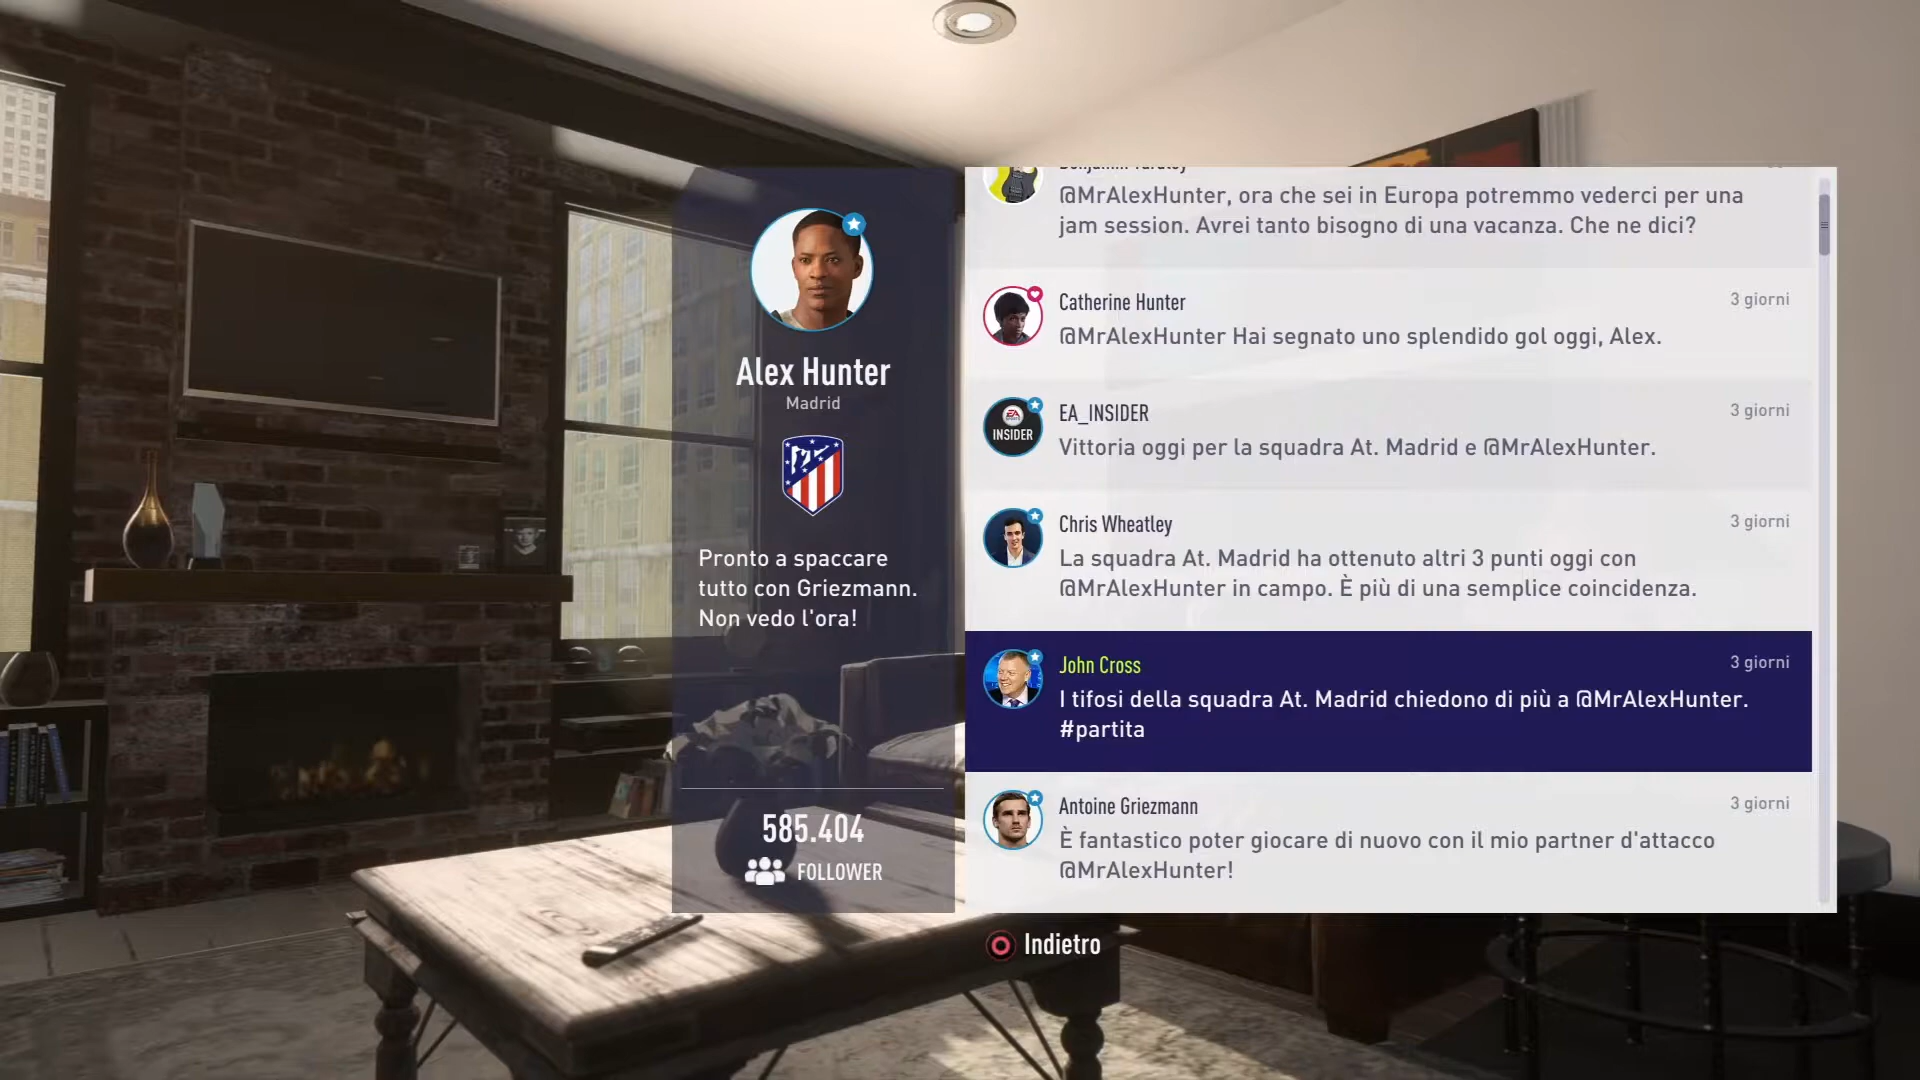 Alex Hunter
Madrid
Pronto a spaccare
tutto con Griezmann.
Non vedo l'ora!
585.404
FOLLOWER
@MrAlexHunter, ora che sei in Europa potremmo vederci per una
jam session. Avrei tanto bisogno di una vacanza. Che ne dici?
Catherine Hunter
3 giorni
@MrAlexHunter Hai segnato uno splendido gol oggi, Alex.
EA
INSIDER
EA_INSIDER
3 giorni
Vittoria oggi per la squadra At. Madrid e @MrAlexHunter.
Chris Wheatley
3 giorni
La squadra At. Madrid ha ottenuto altri 3 punti oggi con
@MrAlexHunter in campo. È più di una semplice coincidenza.
John Cross
3 giorni
I tifosi della squadra At. Madrid chiedono di più a @MrAlexHunter.
#partita
Antoine Griezmann
3 giorni
È fantastico poter giocare di nuovo con il mio partner d'attacco
@MrAlexHunter!
Indietro